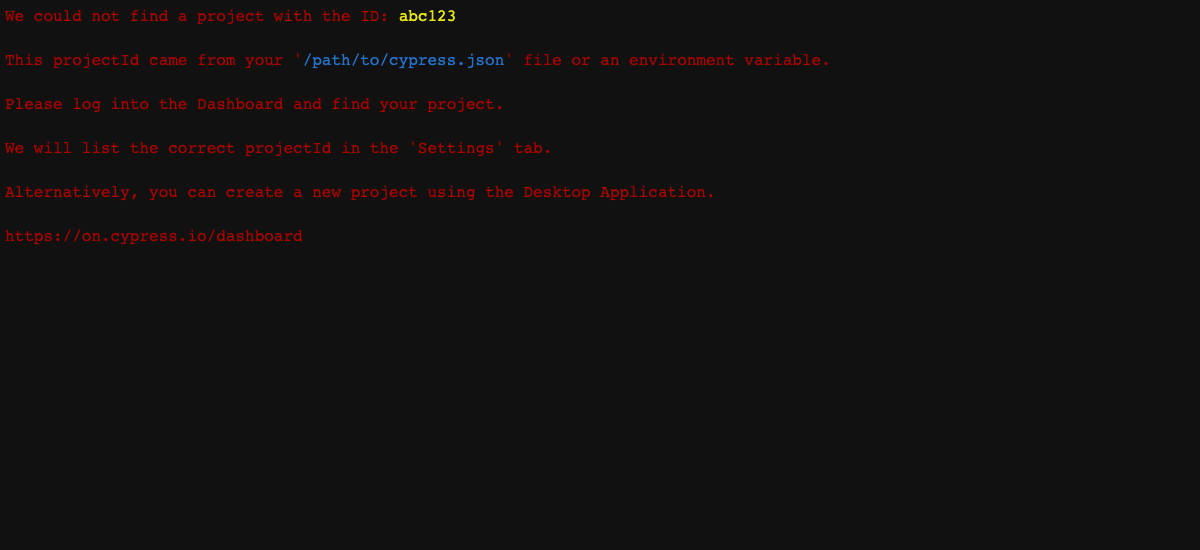 We could not find a project with the ID: abc123
This projectId came from your '/path/to/cypress.json' file or an environment variable.
Please log into the Dashboard and find your project.
We will list the correct projectId in the 'Settings' tab.
Alternatively, you can create a new project using the Desktop Application.
https://on.cypress.io/dashboard